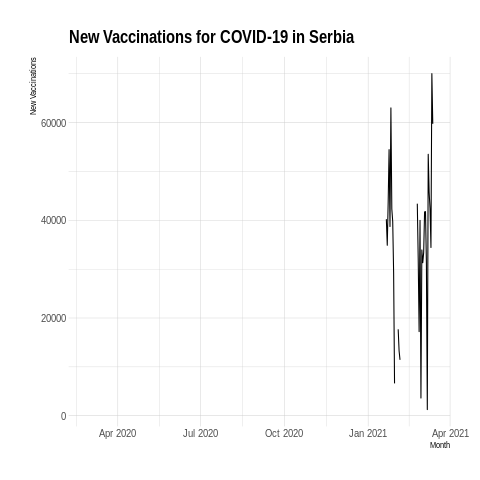 New Vaccinations for COVID-19 in Serbia
New Vaccinations
60000
40000
20000
0
Apr 2020 Jul 2020 Oct 2020 Jan 2021 Apr 2021
Month